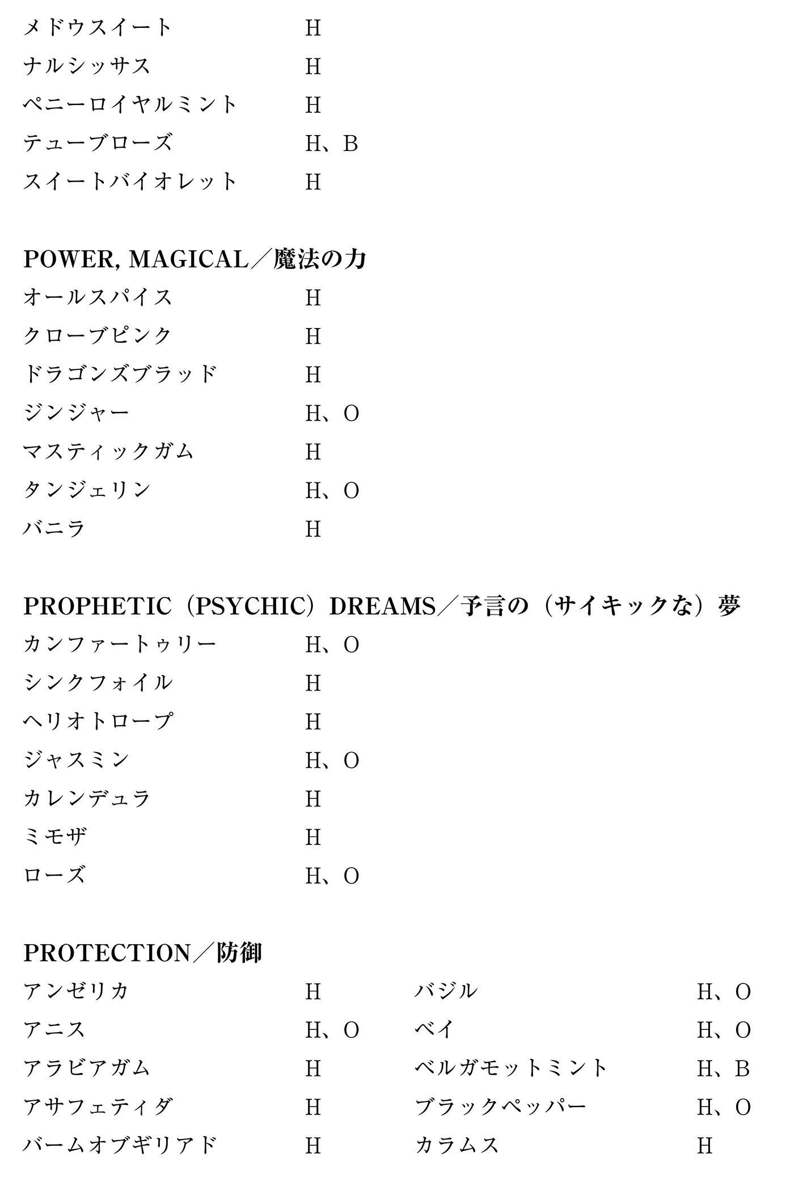 メドウスイート H
ナルシッサス H
ペニーロイヤルミント H
テューブローズ H、B
スイートバイオレット H
POWER, MAGICAL／魔法の力
オールスパイス H
クローブピンク H
ドラゴンズブラッド H
ジンジャー H、O
マスティックガム H
タンジェリン H、O
バニラ H
PROPHETIC（PSYCHIC）DREAMS／予言の（サイキックな）夢
カンファートゥリー H、O
シンクフォイル H
ヘリオトロープ H
ジャスミン H、O
カレンデュラ H
ミモザ H
ローズ H、O
PROTECTION／防御
アンゼリカ H バジル H、O
アニス H、O ベイ H、O
アラビアガム H ベルガモットミント H、B
アサフェティダ H ブラックペッパー H、O
バームオブギリアド H カラムス H